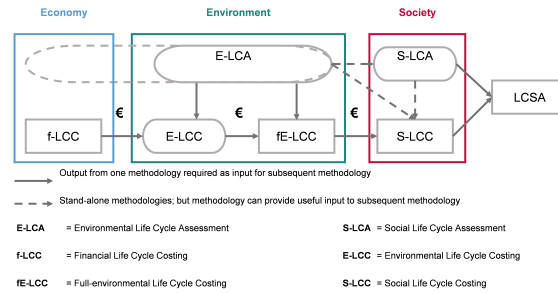 Economy
Environment
Society
E-LCA
S-LCA
LCSA
€
€
€
f-LCC
E-LCC
fE-LCC
S-LCC
Output from one methodology required as input for subsequent methodology
Stand-alone methodologies; but methodology can provide useful input to subsequent methodology
E-LCA = Environmental Life Cycle Assessment
S-LCA = Social Life Cycle Assessment
f-LCC = Financial Life Cycle Costing
E-LCC = Environmental Life Cycle Costing
fE-LCC = Full-environmental Life Cycle Costing
S-LCC = Social Life Cycle Costing